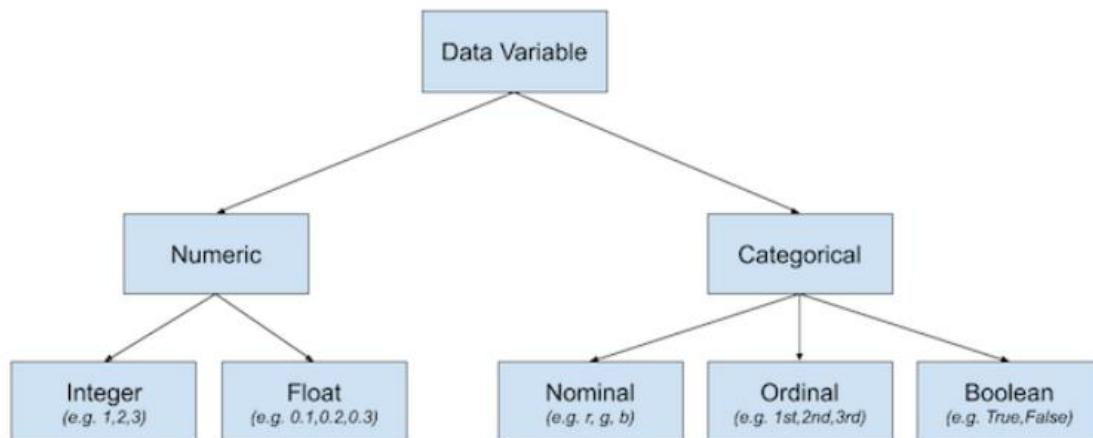 Data Variable
Numeric
Categorical
Integer
(e.g. 1,2,3)
Float
(e.g. 0.1,0.2,0.3)
Nominal
(e.g. r, g, b)
Ordinal
(e.g. 1st,2nd,3rd)
Boolean
(e.g. True,False)